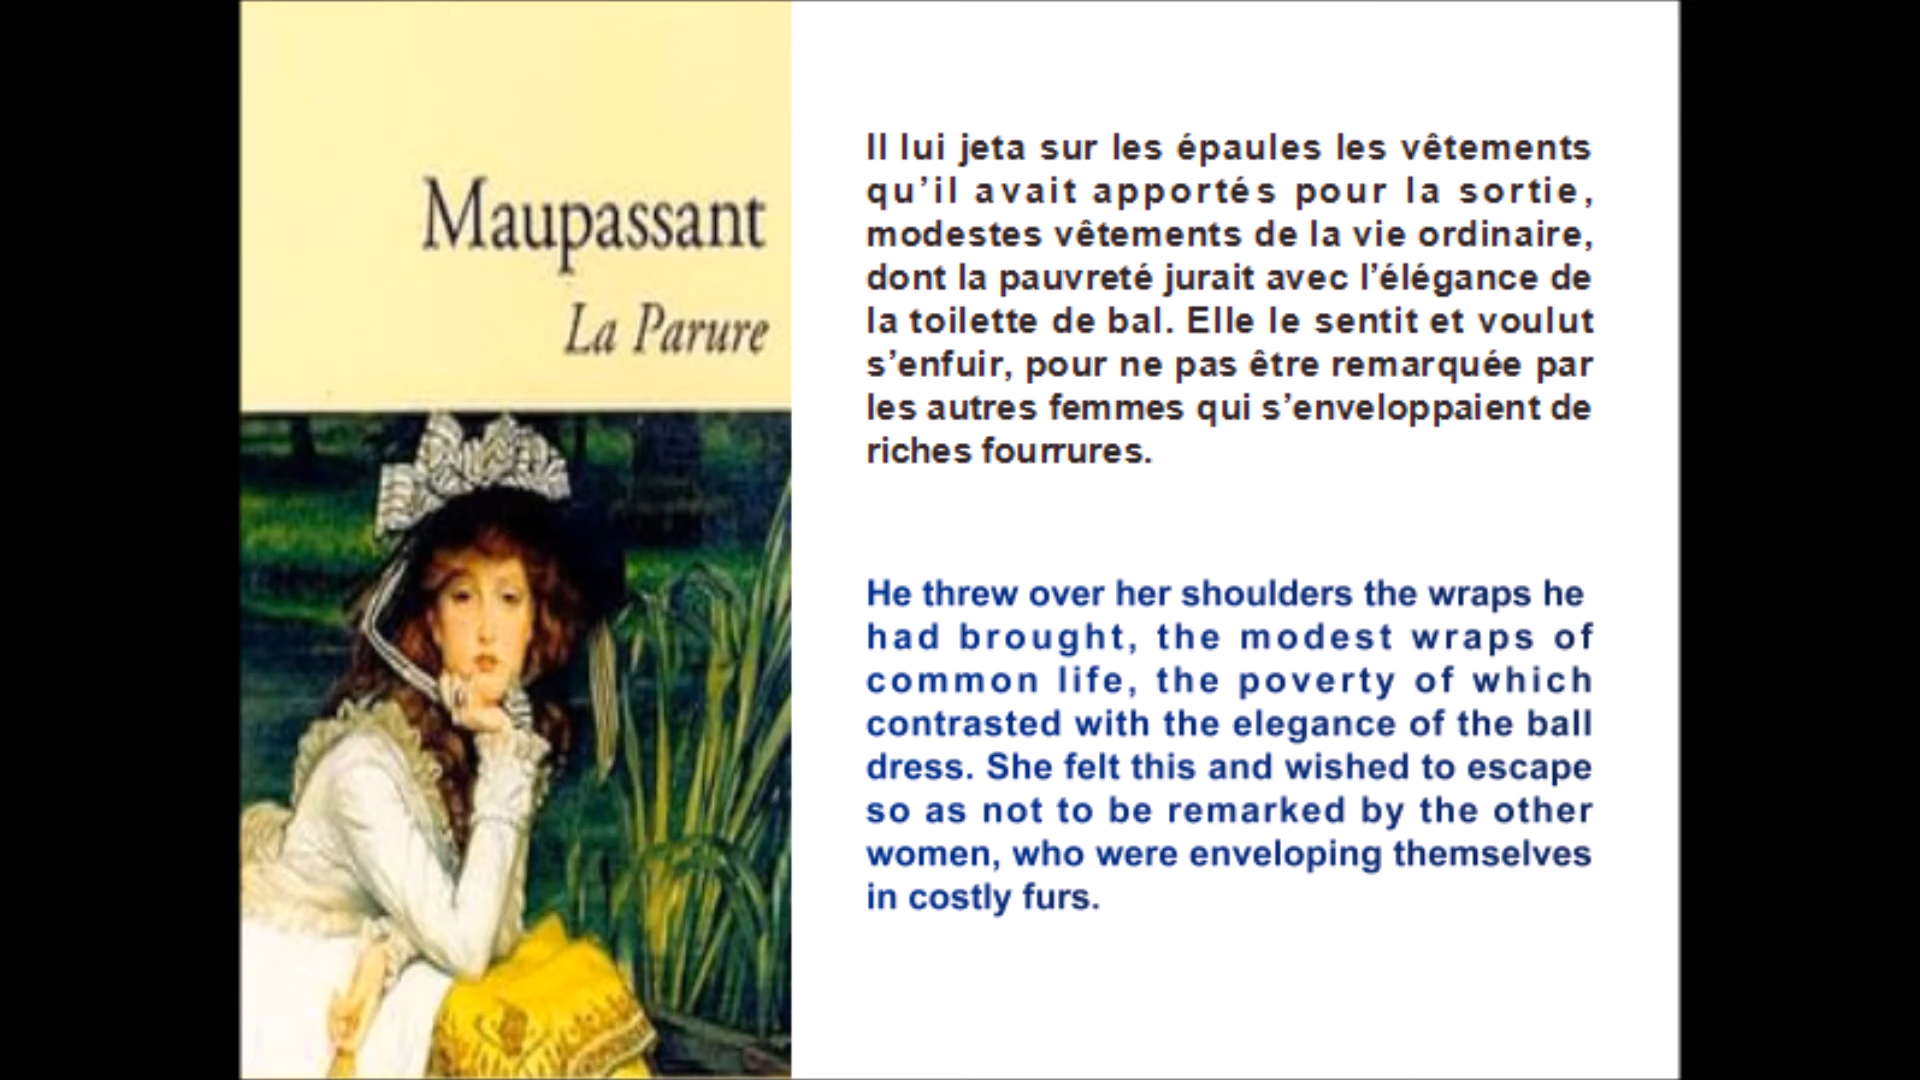 Maupassant
La Parure
Il lui jeta sur les épaules les vêtements
qu’il avait apportés pour la sortie,
modestes vêtements de la vie ordinaire,
dont la pauvreté jurait avec l’élégance de
la toilette de bal. Elle le sentit et voulut
s’enfuir, pour ne pas être remarquée par
les autres femmes qui s’enveloppaient de
riches fourrures.
He threw over her shoulders the wraps he
had brought, the modest wraps of
common life, the poverty of which
contrasted with the elegance of the ball
dress. She felt this and wished to escape
so as not to be remarked by the other
women, who were enveloping themselves
in costly furs.